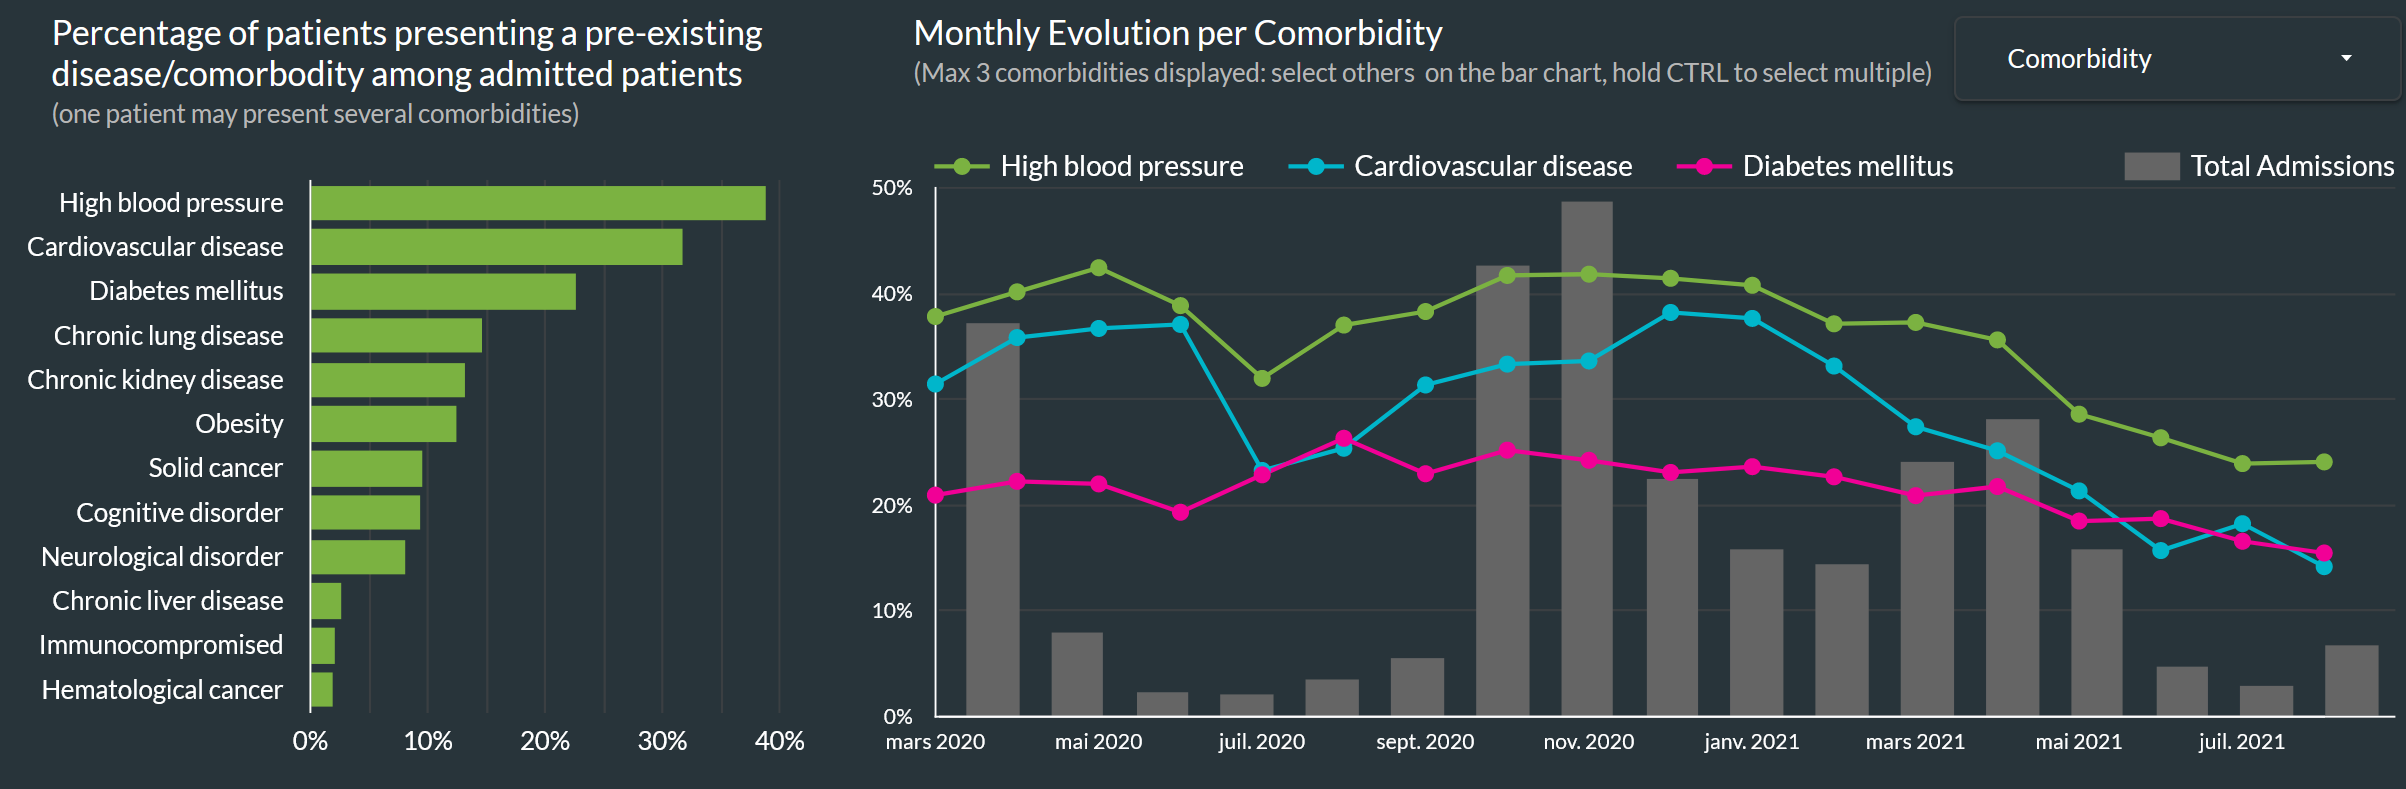 Percentage of patients presenting a pre-existing
disease/comorbodity among admitted patients
(one patient may present several comorbidities)
High blood pressure
Cardiovascular disease
Diabetes mellitus
Chronic lung disease
Chronic kidney disease
Obesity
Solid cancer
Cognitive disorder
Neurological disorder
Chronic liver disease
Immunocompromised
Hematological cancer
0% 10% 20% 30% 40%
Monthly Evolution per Comorbidity
(Max 3 comorbidities displayed: select others on the bar chart, hold CTRL to select multiple)
Comorbidity
High blood pressure Cardiovascular disease Diabetes mellitus Total Admissions
50%
40%
30%
20%
10%
0%
mars 2020 mai 2020 juil. 2020 sept. 2020 nov. 2020 janv. 2021 mars 2021 mai 2021 juil. 2021